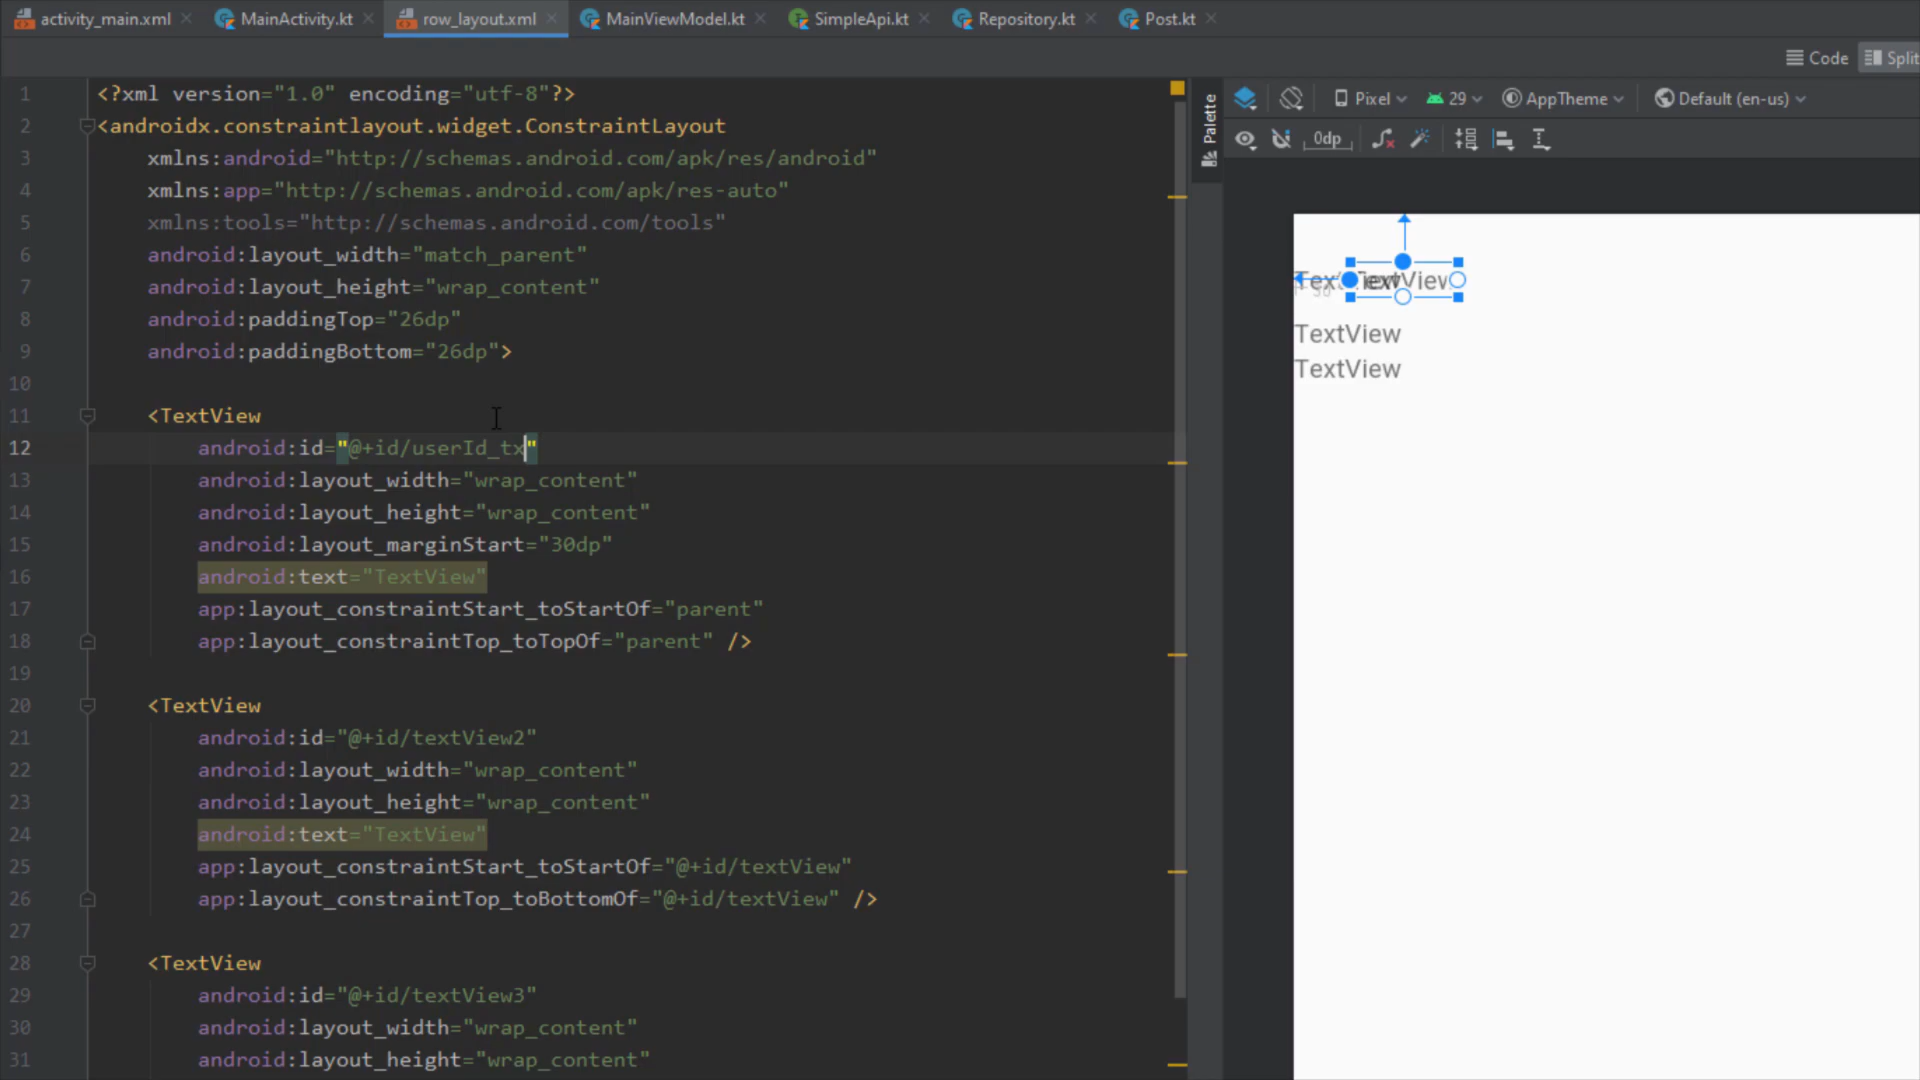 activity_main.xml
MainActivity.kt
row_layout.xml
MainViewModel.kt
SimpleApi.kt
Repository.kt
Post.kt
Code
Split
1 <?xml version="1.0" encoding="utf-8"?>
2 <androidx.constraintlayout.widget.ConstraintLayout
3 xmlns:android="http://schemas.android.com/apk/res/android"
4 xmlns:app="http://schemas.android.com/apk/res-auto"
5 xmlns:tools="http://schemas.android.com/tools"
6 android:layout_width="match_parent"
7 android:layout_height="wrap_content"
8 android:paddingTop="26dp"
9 android:paddingBottom="26dp">
10
11 <TextView
12 android:id="@+id/userId_tx"
13 android:layout_width="wrap_content"
14 android:layout_height="wrap_content"
15 android:layout_marginStart="30dp"
16 android:text="TextView"
17 app:layout_constraintStart_toStartOf="parent"
18 app:layout_constraintTop_toTopOf="parent" />
19
20 <TextView
21 android:id="@+id/textView2"
22 android:layout_width="wrap_content"
23 android:layout_height="wrap_content"
24 android:text="TextView"
25 app:layout_constraintStart_toStartOf="@+id/textView"
26 app:layout_constraintTop_toBottomOf="@+id/textView" />
27
28 <TextView
29 android:id="@+id/textView3"
30 android:layout_width="wrap_content"
31 android:layout_height="wrap_content"
Palette
Pixel
29
AppTheme
Default (en-us)
0dp
TextView
TextView
TextView